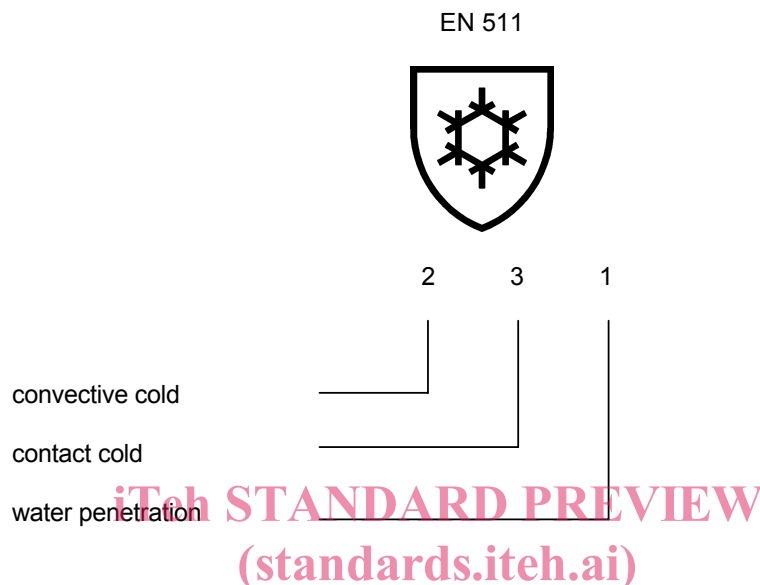 EN 511
2 3 1
convective cold
contact cold
water penetration
iTeh STANDARD PREVIEW
(standards.iteh.ai)